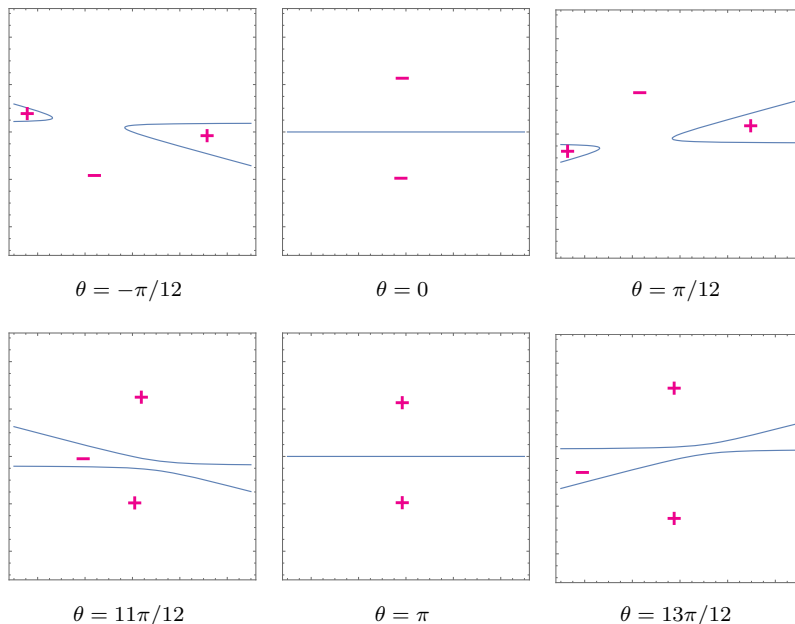 θ = −π/12
θ = 0
θ = π/12
θ = 11π/12
θ = π
θ = 13π/12